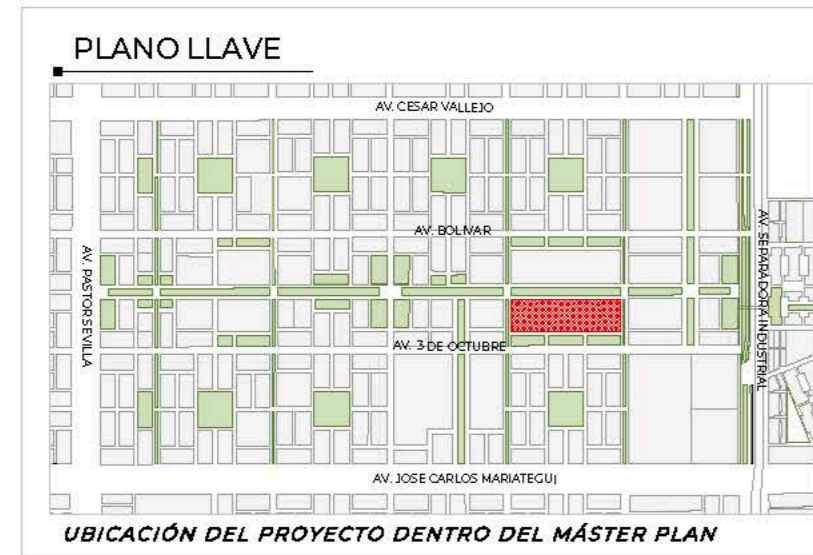 PLANO LLAVE
AV. CESAR VALLEJO
AV. BOLIVAR
AV. PASTOR SEVILLA
AV. SEPARADORA INDUSTRIAL
AV. 3 DE OCTUBRE
AV. JOSE CARLOS MARIATEGUI
UBICACIÓN DEL PROYECTO DENTRO DEL MÁSTER PLAN